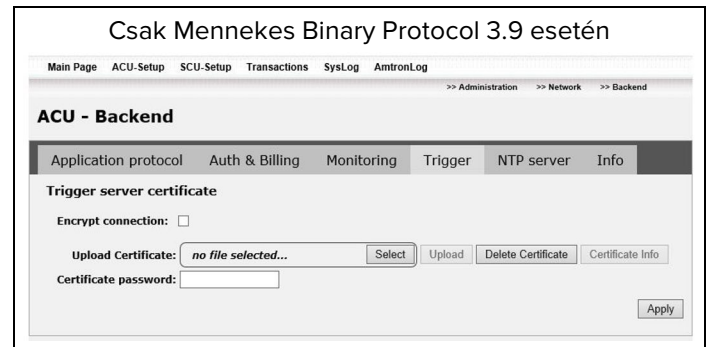 Csak Mennekes Binary Protocol 3.9 esetén
Main Page ACU-Setup SCU-Setup Transactions SysLog AmtronLog
>> Administration >> Network >> Backend
ACU - Backend
Application protocol Auth & Billing Monitoring Trigger NTP server Info
Trigger server certificate
Encrypt connection:
Upload Certificate: no file selected... Select Upload Delete Certificate Certificate Info
Certificate password:
Apply